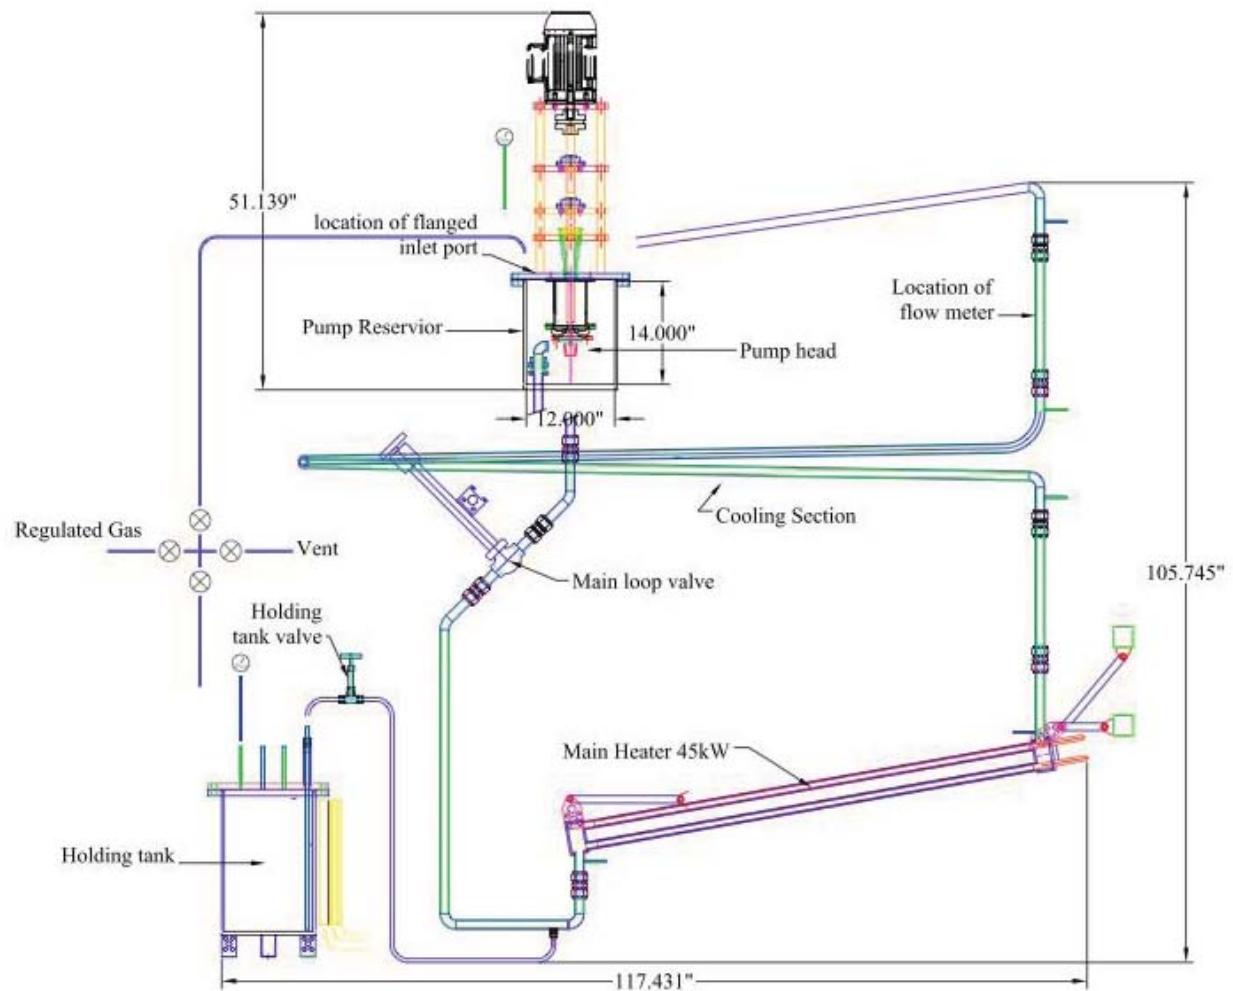 51.139"
location of flanged
inlet port
Pump Reservior
14.000"
Pump head
12.000"
Location of
flow meter
Cooling Section
Regulated Gas
Vent
Main loop valve
105.745"
Holding
tank valve
Main Heater 45kW
Holding tank
117.431"